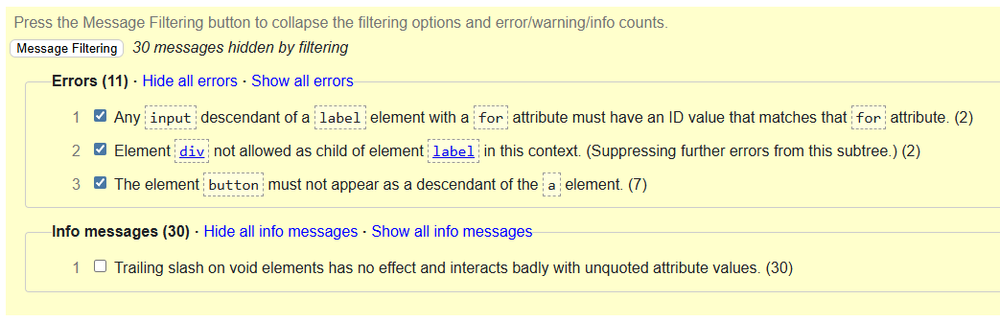 Press the Message Filtering button to collapse the filtering options and error/warning/info counts.
Message Filtering 30 messages hidden by filtering
Errors (11) · Hide all errors · Show all errors
1 Any input descendant of a label element with a for attribute must have an ID value that matches that for attribute. (2)
2 Element div not allowed as child of element label in this context. (Suppressing further errors from this subtree.) (2)
3 The element button must not appear as a descendant of the a element. (7)
Info messages (30) · Hide all info messages · Show all info messages
1 Trailing slash on void elements has no effect and interacts badly with unquoted attribute values. (30)